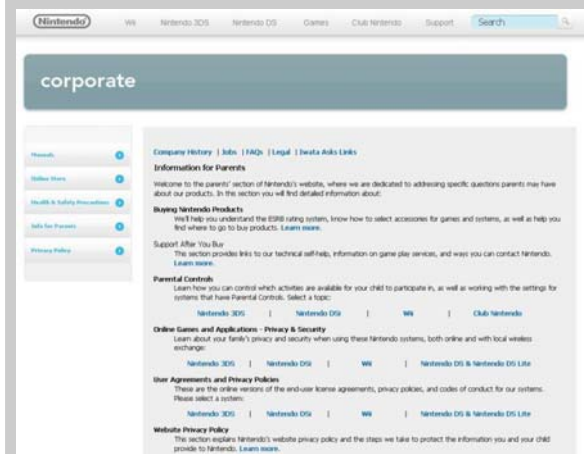 Nintendo Wii Nintendo 3DS Nintendo DS Games Club Nintendo Support Search
corporate
Manuals
Online Store
Health & Safety Precautions
Info for Parents
Privacy Policy
Company History | Jobs | FAQs | Legal | Iwata Asks Links
Information for Parents
Welcome to the parents' section of Nintendo's website, where we are dedicated to addressing specific questions parents may have
about our products. In this section you will find detailed information about:
Buying Nintendo Products
We'll help you understand the ESRB rating system, know how to select accessories for games and systems, as well as help you
find where to go to buy products. Learn more.
Support After You Buy
This section provides links to our technical self-help, information on game play services, and ways you can contact Nintendo.
Learn more.
Parental Controls
Learn how you can control which activities are available for your child to participate in, as well as working with the settings for
systems that have Parental Controls. Select a topic:
Nintendo 3DS | Nintendo DSi | Wii | Club Nintendo
Online Games and Applications - Privacy & Security
Learn about your family's privacy and security when using these Nintendo systems, both online and with local wireless
exchange:
Nintendo 3DS | Nintendo DSi | Wii | Nintendo DS & Nintendo DS Lite
User Agreements and Privacy Policies
These are the online versions of the end-user license agreements, privacy policies, and codes of conduct for our systems.
Please select a system:
Nintendo 3DS | Nintendo DSi | Wii | Nintendo DS & Nintendo DS Lite
Website Privacy Policy
This section explains Nintendo's website privacy policy and the steps we take to protect the information you and your child
provide to Nintendo. Learn more.